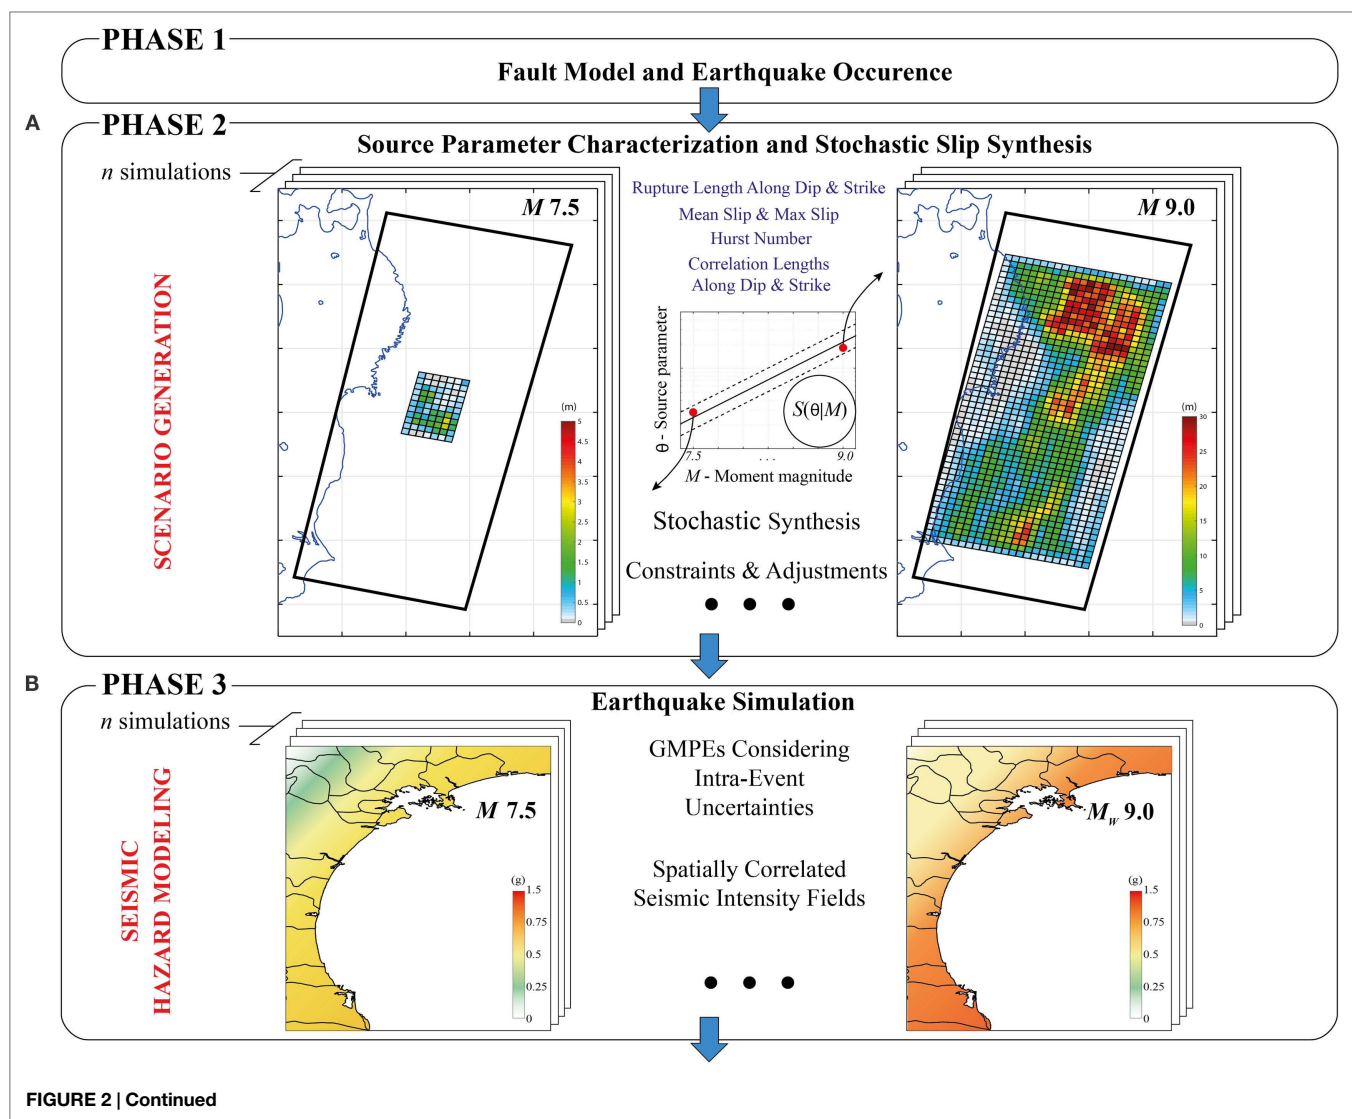 PHASE 1
Fault Model and Earthquake Occurence
A
PHASE 2
Source Parameter Characterization and Stochastic Slip Synthesis
n simulations
SCENARIO GENERATION
M 7.5
(m)
5
4.5
4
3.5
3
2.5
2
1.5
1
0.5
0
Rupture Length Along Dip & Strike
Mean Slip & Max Slip
Hurst Number
Correlation Lengths
Along Dip & Strike
θ - Source parameter
S(θ|M)
7.5
. . .
9.0
M - Moment magnitude
Stochastic Synthesis
Constraints & Adjustments
M 9.0
(m)
30
25
20
15
10
5
0
B
PHASE 3
Earthquake Simulation
n simulations
SEISMIC
HAZARD MODELING
M 7.5
(g)
1.5
0.75
0.5
0.25
0
GMPEs Considering
Intra-Event
Uncertainties
Spatially Correlated
Seismic Intensity Fields
MW 9.0
(g)
1.5
0.75
0.5
0.25
0
FIGURE 2 | Continued